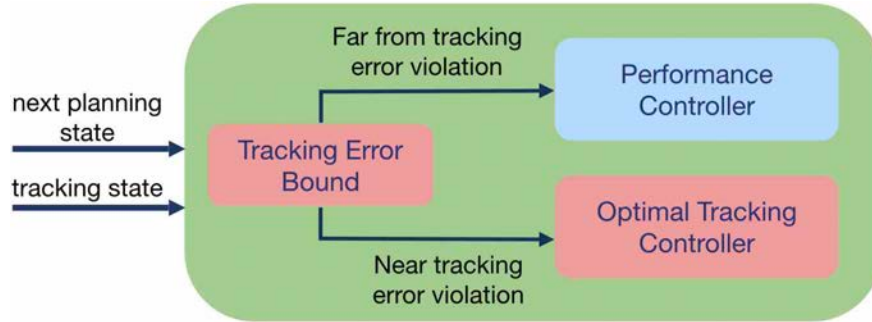 next planning
state
tracking state
Tracking Error
Bound
Far from tracking
error violation
Performance
Controller
Near tracking
error violation
Optimal Tracking
Controller